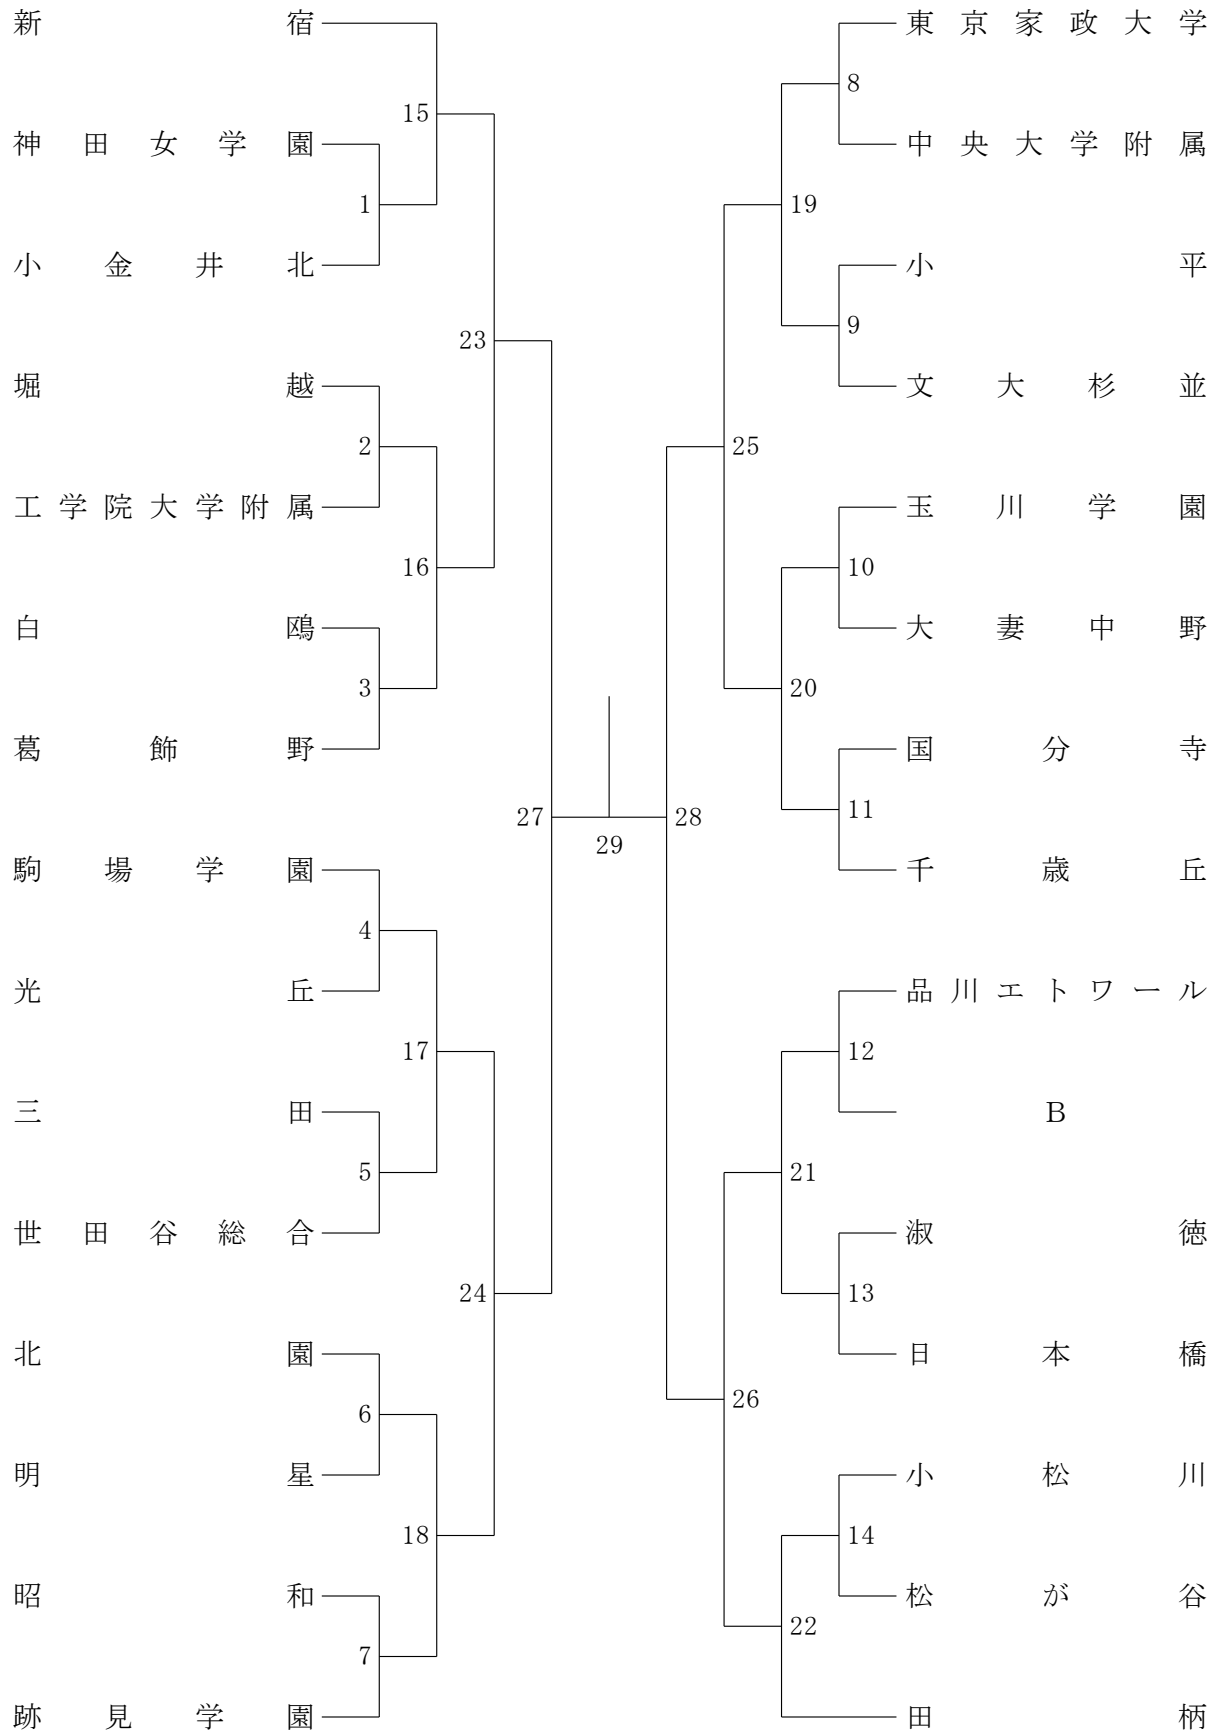 新宿
神田女学園
小金井北
堀越
工学院大学附属
白鴎
葛飾野
駒場学園
光丘
三田
世田谷総合
北園
明星
昭和
跡見学園
1
2
3
4
5
6
7
15
16
17
18
23
24
27
29
28
25
26
19
20
21
22
8
9
10
11
12
13
14
東京家政大学
中央大学附属
小平
文大杉並
玉川学園
大妻中野
国分寺
千歳丘
品川エトワール
B
淑徳
日本橋
小松川
松が谷
田柄